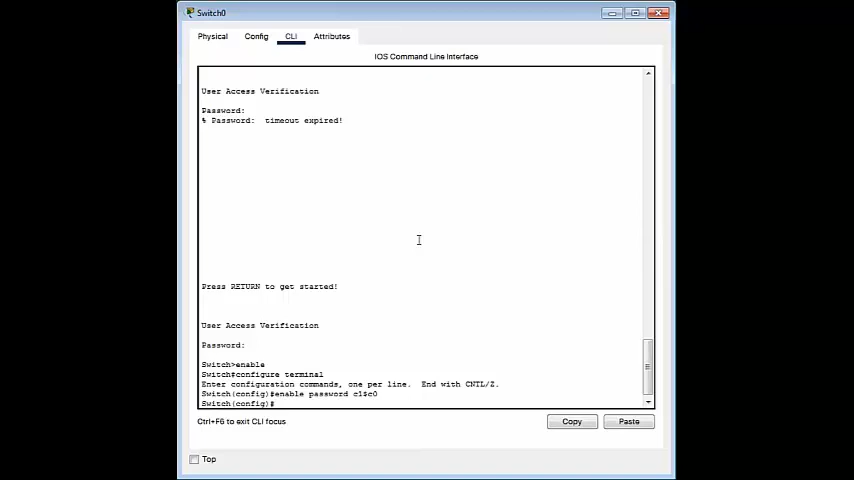 Switch0
Physical Config CLI Attributes
IOS Command Line Interface
User Access Verification
Password:
% Password:  timeout expired!
Press RETURN to get started!
User Access Verification
Password:
Switch>enable
Switch#configure terminal
Enter configuration commands, one per line.  End with CNTL/Z.
Switch(config)#enable password c1$c0
Switch(config)#
Ctrl+F6 to exit CLI focus
Copy Paste
Top